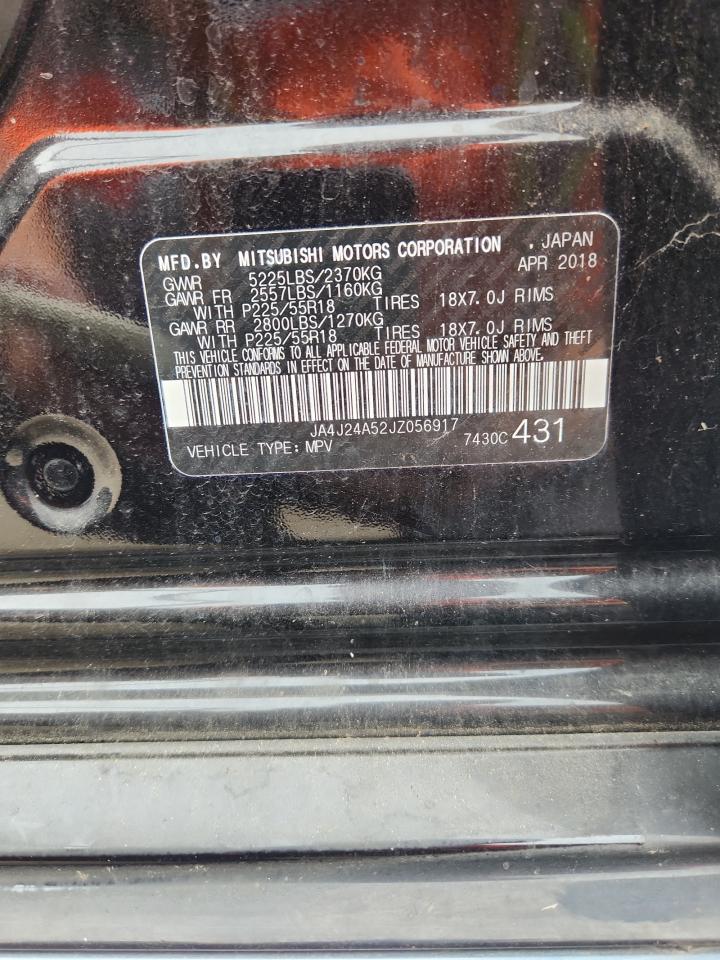 MFD.BY MITSUBISHI MOTORS CORPORATION . JAPAN
GWWR 5225LBS/2370KG APR 2018
GAWR FR 2557LBS/1160KG
WITH P225/55R18 TIRES 18X7.0J RIMS
GAWR RR 2800LBS/1270KG
WITH P225/55R18 TIRES 18X7.0J RIMS
THIS VEHICLE CONFORMS TO ALL APPLICABLE FEDERAL MOTOR VEHICLE SAFETY AND THEFT
PREVENTION STANDARDS IN EFFECT ON THE DATE OF MANUFACTURE SHOWN ABOVE.
JA4J24A52JZ056917
VEHICLE TYPE: MPV 7430C 431